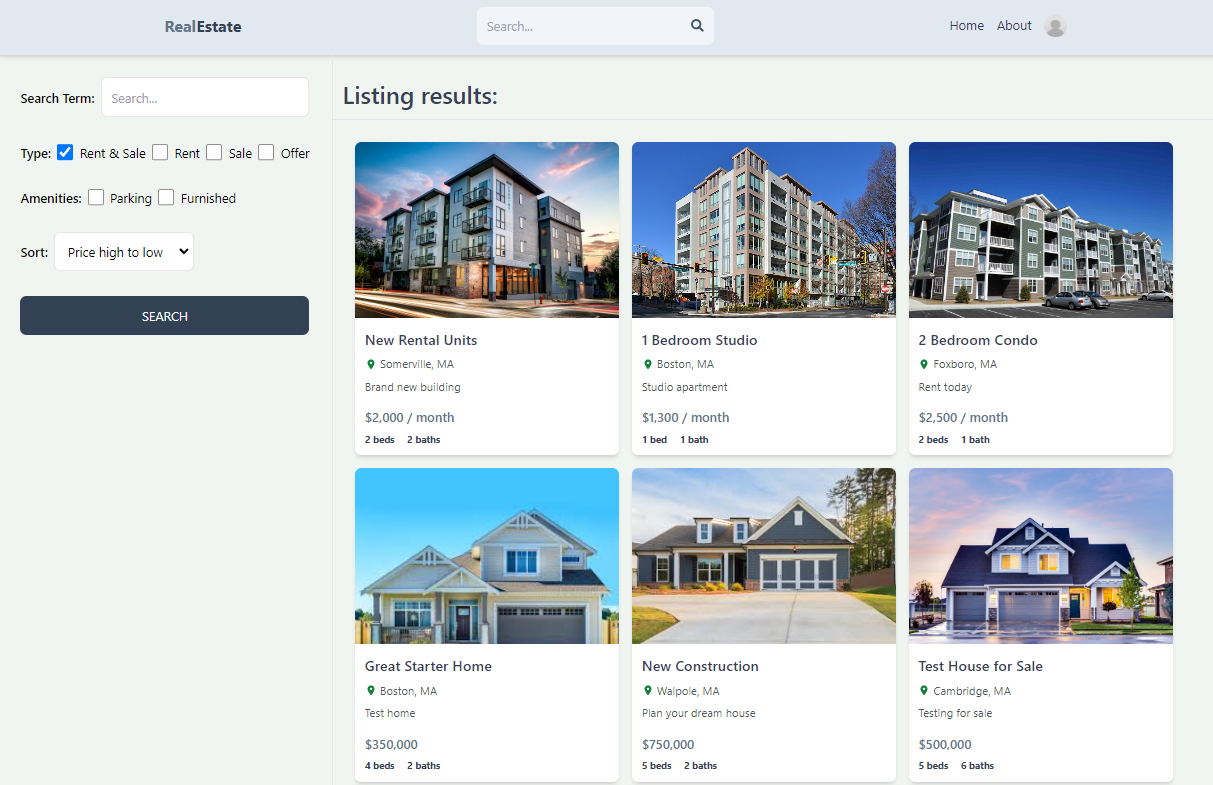 RealEstate
Search...
Home About
Search Term: Search...
Type: Rent & Sale Rent Sale Offer
Amenities: Parking Furnished
Sort: Price high to low
SEARCH
Listing results:
New Rental Units
Somerville, MA
Brand new building
$2,000 / month
2 beds 2 baths
1 Bedroom Studio
Boston, MA
Studio apartment
$1,300 / month
1 bed 1 bath
2 Bedroom Condo
Foxboro, MA
Rent today
$2,500 / month
2 beds 1 bath
Great Starter Home
Boston, MA
Test home
$350,000
4 beds 2 baths
New Construction
Walpole, MA
Plan your dream house
$750,000
5 beds 2 baths
Test House for Sale
Cambridge, MA
Testing for sale
$500,000
5 beds 6 baths